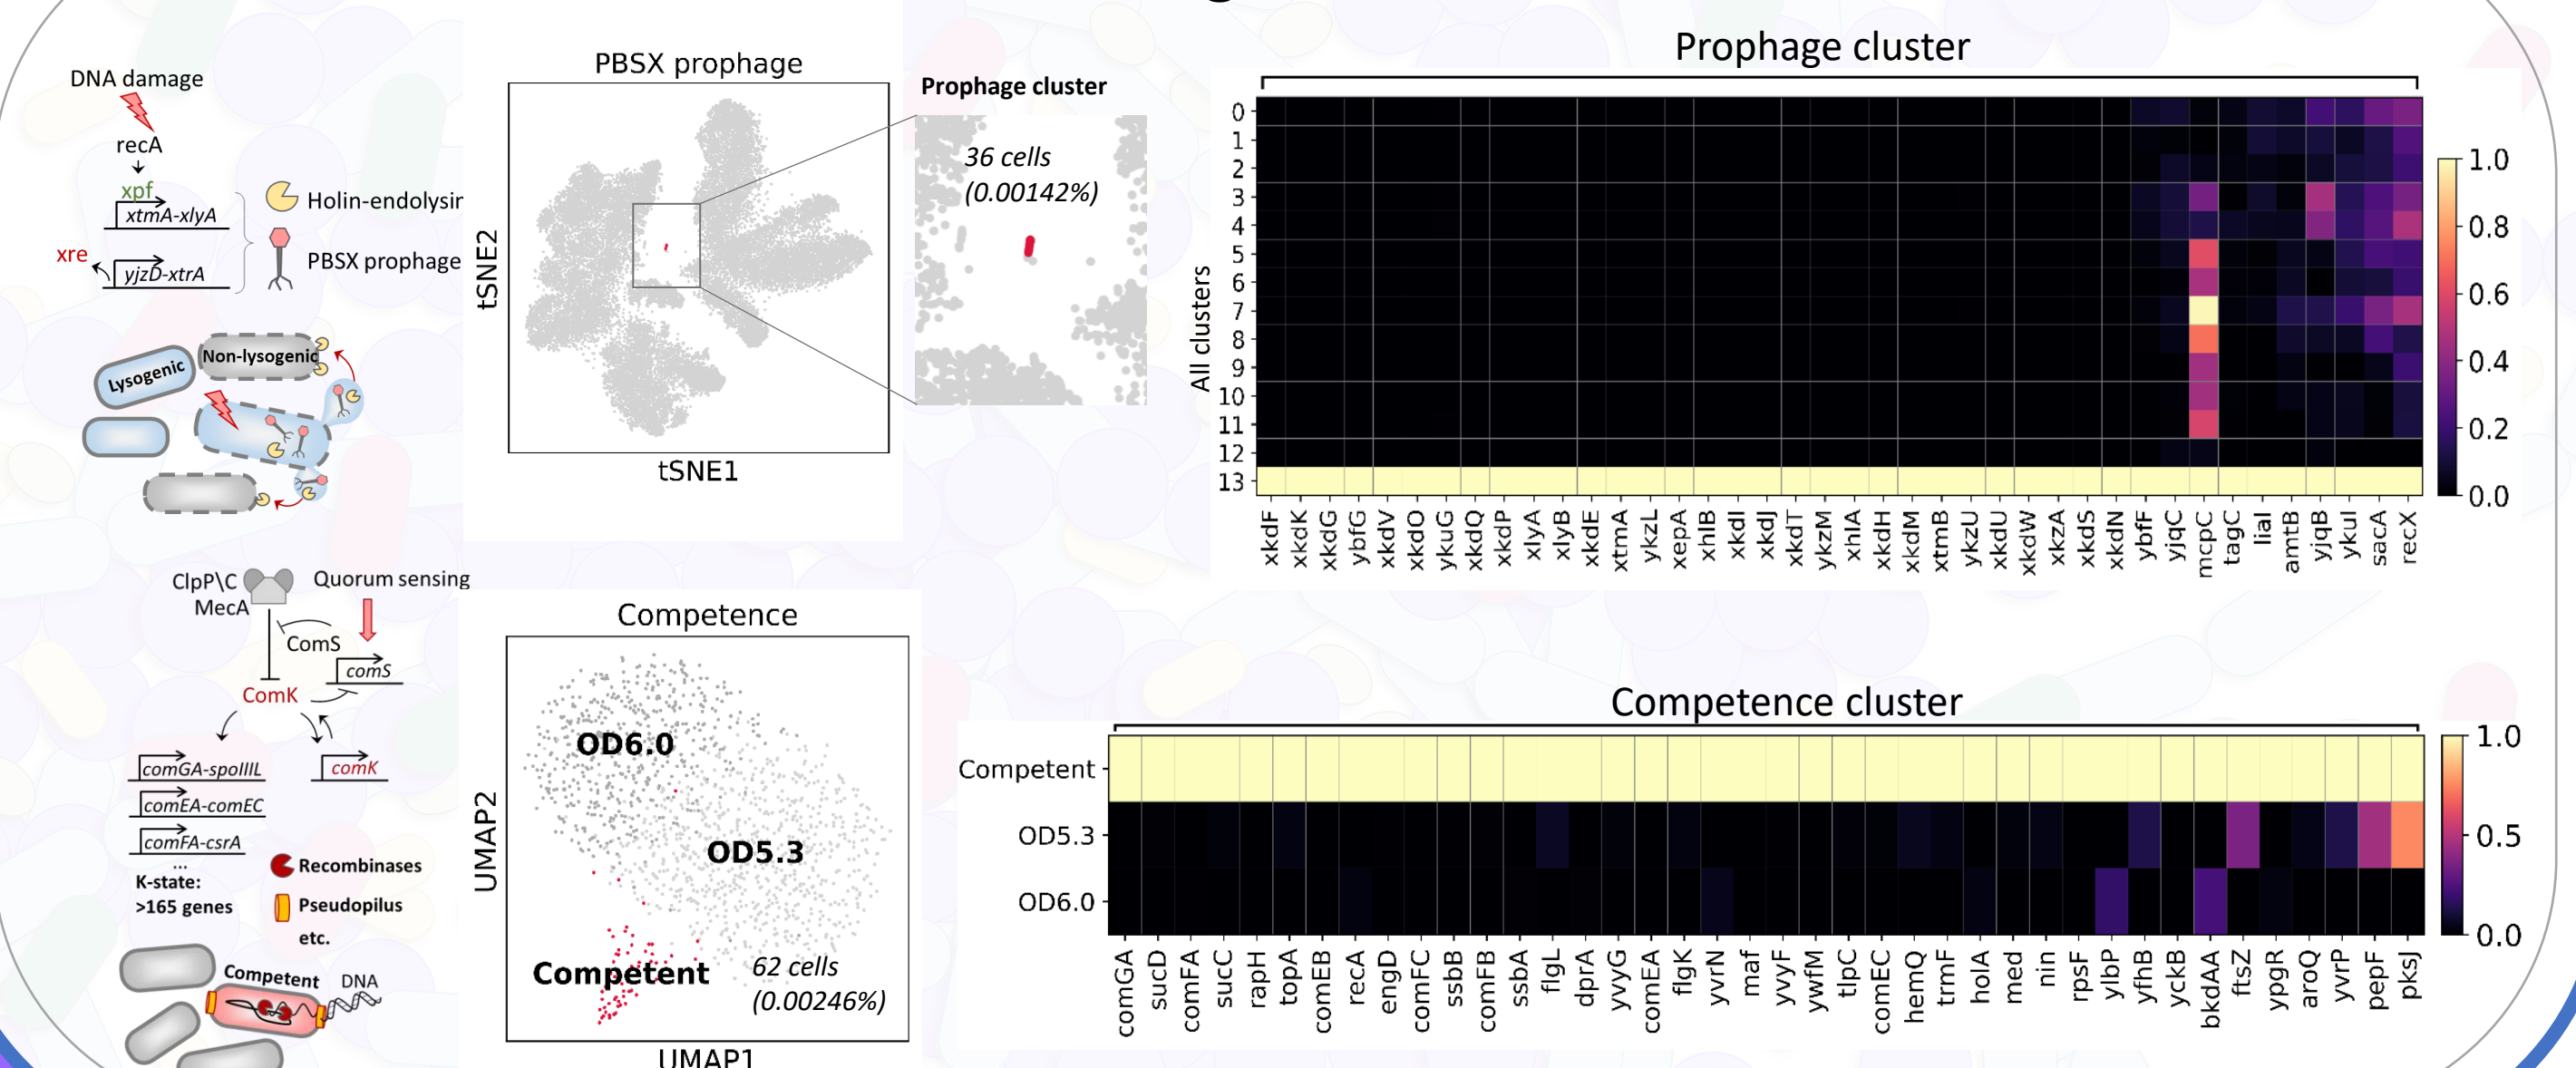 DNA damage
recA
xpf
xtmA-xlyA
xre
yjzD-xtrA
Holin-endolysin
PBSX prophage
Non-lysogenic
Lysogenic
PBSX prophage
tSNE2
tSNE1
Prophage cluster
36 cells
(0.00142%)
Prophage cluster
All clusters
0
1
2
3
4
5
6
7
8
9
10
11
12
13
xkdF
xkdK
xkdG
ybfG
xkdV
xkdO
ykuG
xkdQ
xkdP
xlyA
xlyB
xkdE
xtmA
ykzL
xepA
xhlB
xkdI
xkdJ
xkdT
ykzM
xhlA
xkdH
xkdM
xtmB
ykzU
xkdU
xkdW
xkzA
xkdS
xkdN
ybfF
yjqC
mcpC
tagC
liaI
amtB
yjqB
ykuI
sacA
recX
1.0
0.8
0.6
0.4
0.2
0.0
ClpP\C
MecA
Quorum sensing
ComS
comS
ComK
comGA-spoIIIL
comK
comEA-comEC
comFA-csrA
...
K-state:
>165 genes
Recombinases
Pseudopilus
etc.
Competent
DNA
Competence
UMAP2
UMAP1
OD6.0
OD5.3
Competent
62 cells
(0.00246%)
Competence cluster
Competent
OD5.3
OD6.0
comGA
sucD
comFA
sucC
rapH
topA
comEB
recA
engD
comFC
ssbB
comFB
ssbA
flgL
dprA
yvyG
comEA
flgK
yvrN
maf
yvyF
ywfM
tlpC
comEC
hemQ
trmF
holA
med
nin
rpsF
ylbP
yfhB
yckB
bkdAA
ftsZ
ypgR
aroQ
yvrP
pepF
pksJ
1.0
0.5
0.0